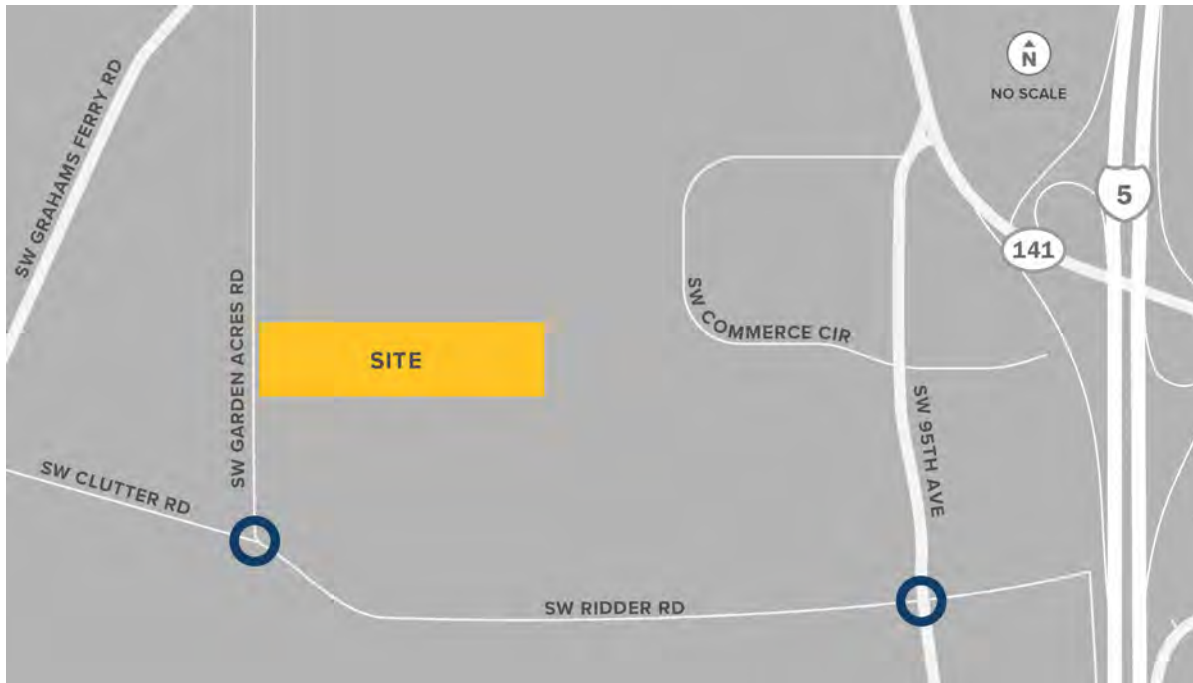 N
NO SCALE
SW GRAHAMS FERRY RD
5
141
SW GARDEN ACRES RD
SW COMMERCE CIR
SITE
SW 95TH AVE
SW CLUTTER RD
SW RIDDER RD